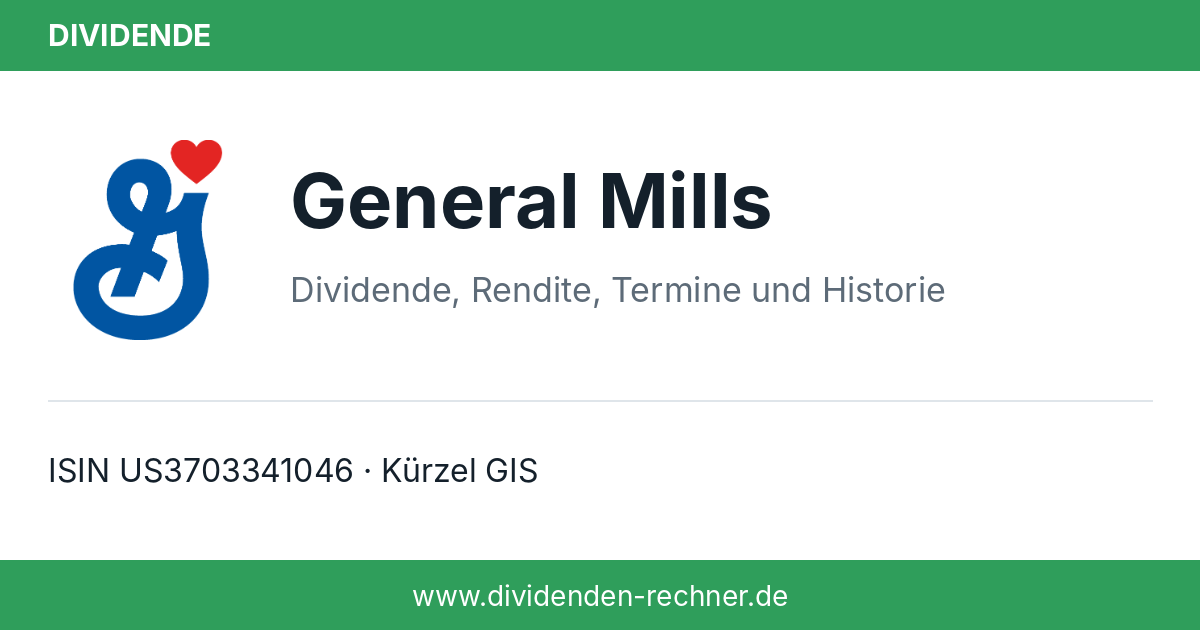 DIVIDENDE
General Mills
Dividende, Rendite, Termine und Historie
ISIN US3703341046 · Kürzel GIS
www.dividenden-rechner.de